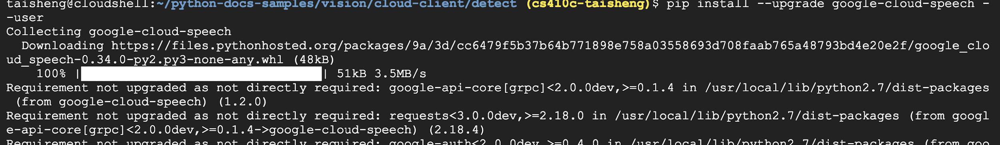 taisheng@cloudshell:~/python-docs-samples/vision/cloud-client/detect (cs410c-taisheng)$ pip install --upgrade google-cloud-speech -
-user
Collecting google-cloud-speech
  Downloading https://files.pythonhosted.org/packages/9a/3d/cc6479f5b37b64b771898e758a03558693d708faab765a48793bd4e20e2f/google_clo
ud_speech-0.34.0-py2.py3-none-any.whl (48kB)
    100% |████████████████████████████████| 51kB 3.5MB/s
Requirement not upgraded as not directly required: google-api-core[grpc]<2.0.0dev,>=0.1.4 in /usr/local/lib/python2.7/dist-packages
 (from google-cloud-speech) (1.2.0)
Requirement not upgraded as not directly required: requests<3.0.0dev,>=2.18.0 in /usr/local/lib/python2.7/dist-packages (from googl
e-api-core[grpc]<2.0.0dev,>=0.1.4->google-cloud-speech) (2.18.4)
Requirement not upgraded as not directly required: google-auth<2.0.0dev,>=0.4.0 in /usr/local/lib/python2.7/dist-packages (from goo